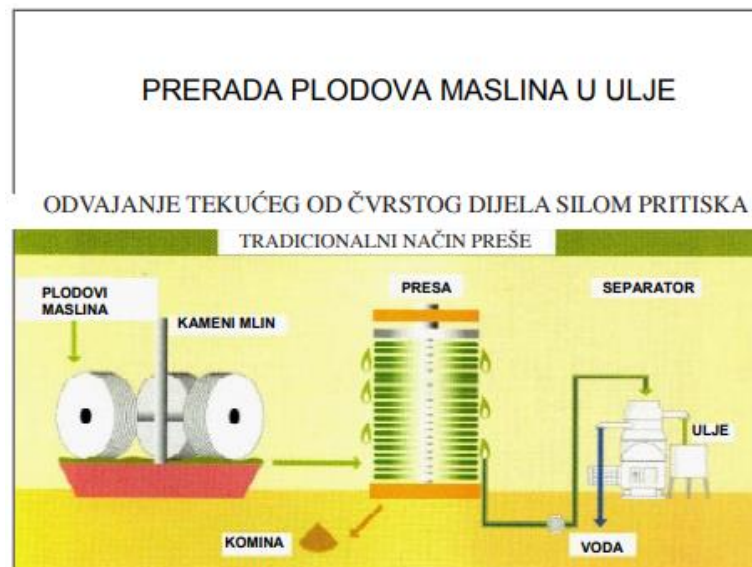 PRERADA PLODOVA MASLINA U ULJE
ODVAJANJE TEKUĆEG OD ČVRSTOG DIJELA SILOM PRITISKA
TRADICIONALNI NAČIN PREŠE
PLODOVI
MASLINA
KAMENI MLIN
PRESA
SEPARATOR
ULJE
KOMINA
VODA